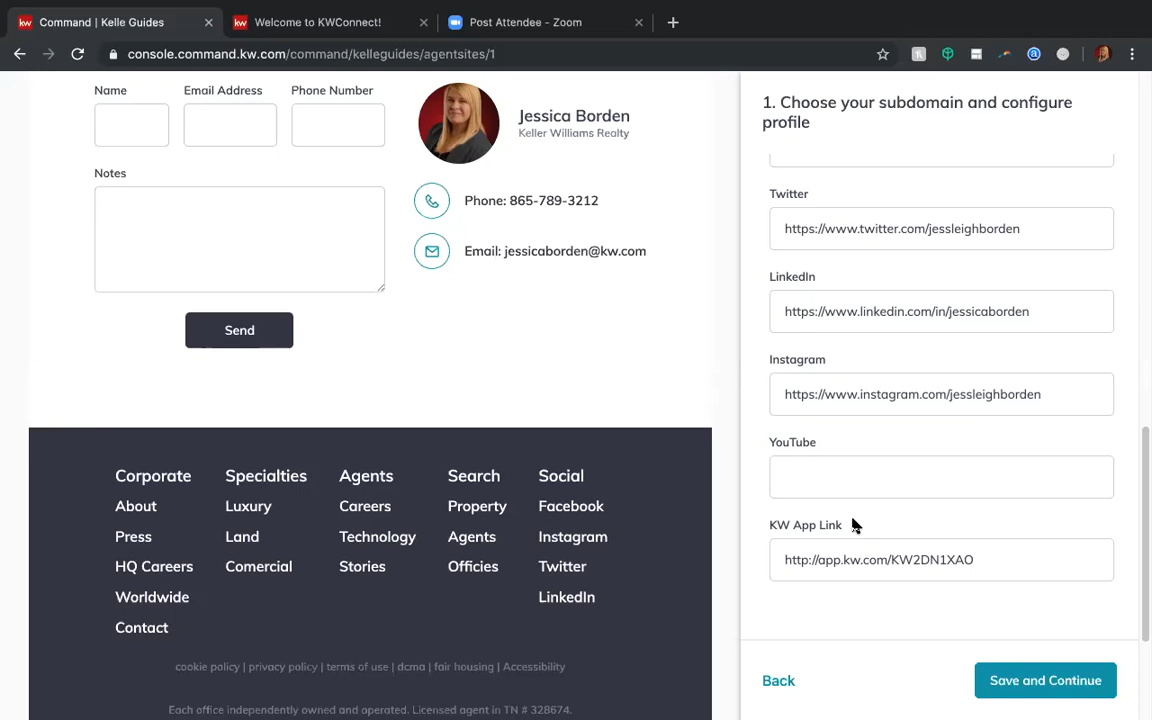 kw Command | Kelle Guides
kw Welcome to KWConnect!
Post Attendee - Zoom
console.command.kw.com/command/kelleguides/agentsites/1
Name Email Address Phone Number
Jessica Borden
Keller Williams Realty
Notes
Phone: 865-789-3212
Email: jessicaborden@kw.com
Send
Corporate Specialties Agents Search Social
About Luxury Careers Property Facebook
Press Land Technology Agents Instagram
HQ Careers Comercial Stories Officies Twitter
Worldwide LinkedIn
Contact
cookie policy | privacy policy | terms of use | dcma | fair housing | Accessibility
Each office independently owned and aperated. Licensed agent in TN # 328674.
1. Choose your subdomain and configure
profile
Twitter
https://www.twitter.com/jessleighborden
LinkedIn
https://www.linkedin.com/in/jessicaborden
Instagram
https://www.instagram.com/jessleighborden
YouTube
KW App Link
http://app.kw.com/KW2DN1XAO
Back Save and Continue